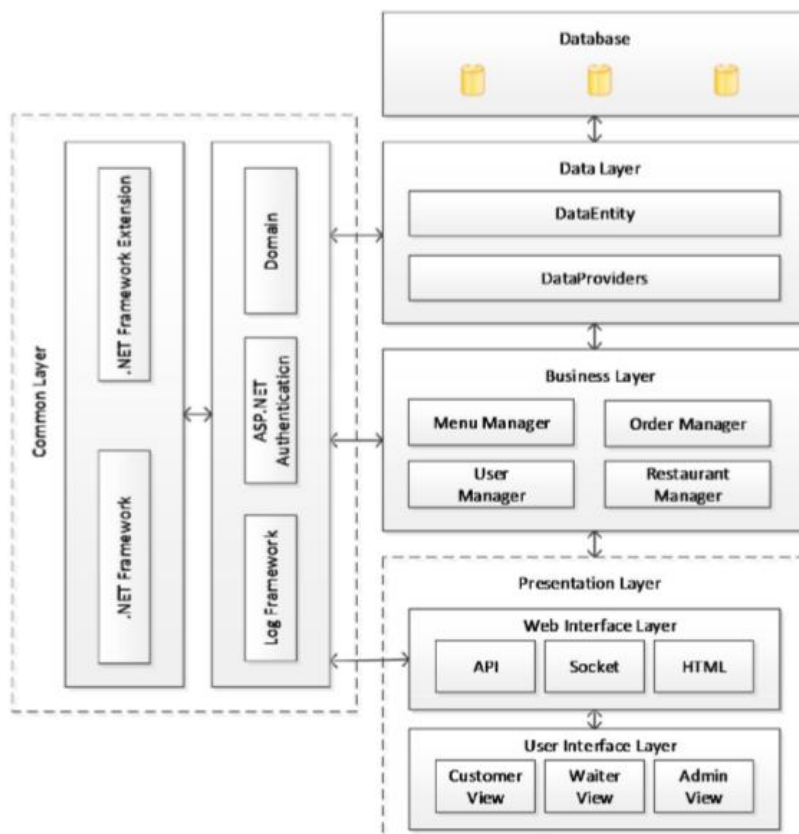 Database
Data Layer
DataEntity
DataProviders
Common Layer
.NET Framework Extension
.NET Framework
Domain
ASP.NET
Authentication
Log Framework
Business Layer
Menu Manager
Order Manager
User
Manager
Restaurant
Manager
Presentation Layer
Web Interface Layer
API
Socket
HTML
User Interface Layer
Customer
View
Waiter
View
Admin
View